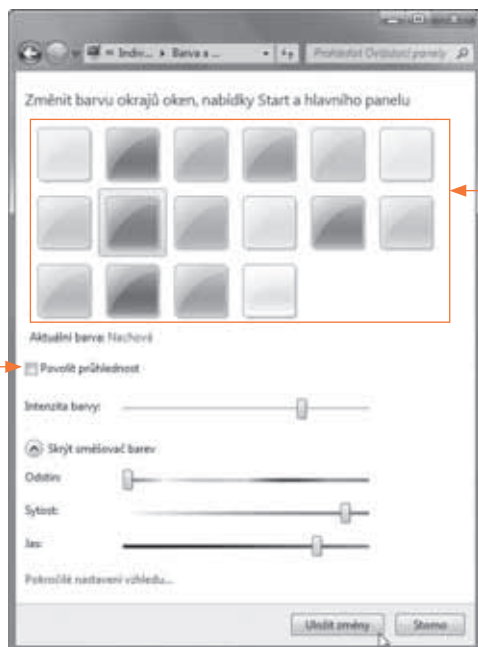 Indiv... ▸ Barva a ...
Prohledat Ovládací panely
Změnit barvu okrajů oken, nabídky Start a hlavního panelu
Aktuální barva: Nachová
Povolit průhlednost
Intenzita barvy:
Skrýt směšovač barev
Odstín:
Sytost:
Jas:
Pokročilé nastavení vzhledu...
Uložit změny Storno